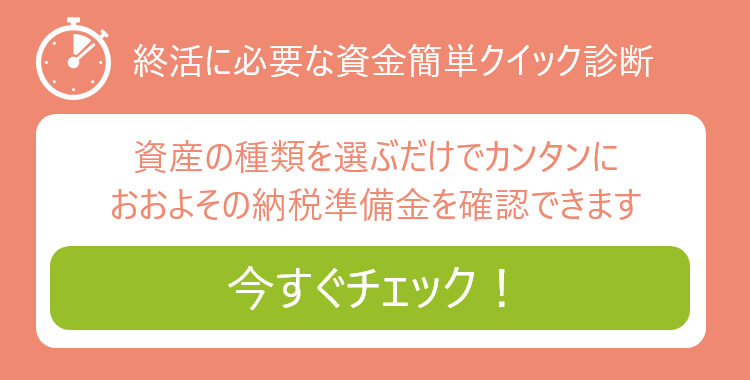 終活に必要な資金簡単クイック診断
資産の種類を選ぶだけでカンタンに
おおよその納税準備金を確認できます
今すぐチェック！